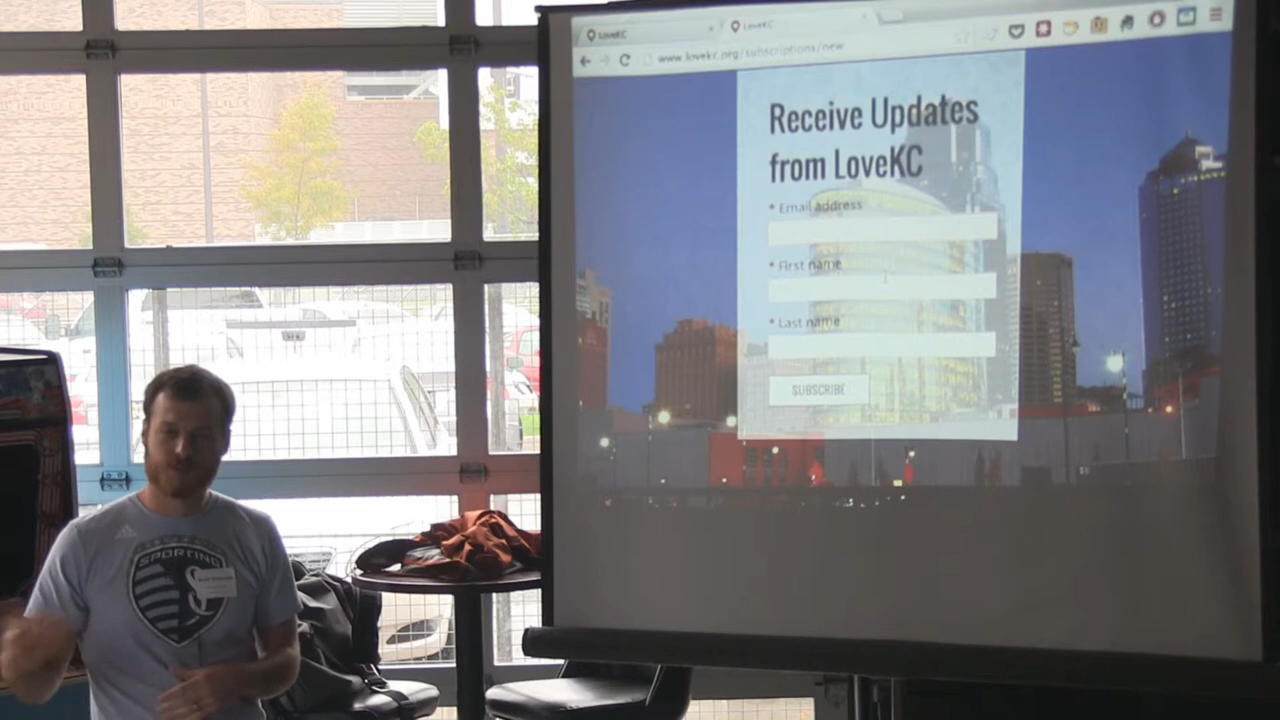 LoveKC
LoveKC
www.lovekc.org/subscriptions/new
Receive Updates
from LoveKC
* Email address
* First name
* Last name
SUBSCRIBE
SPORTING